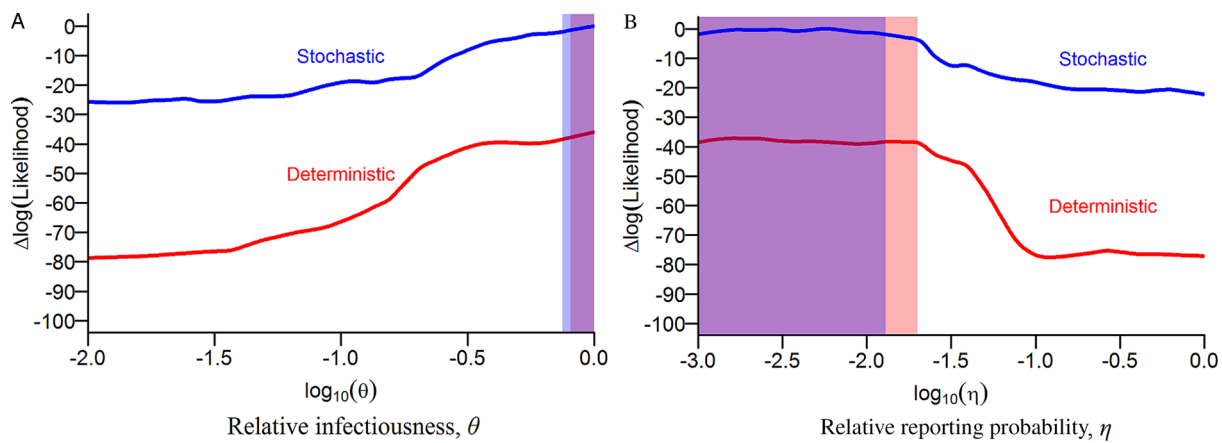 A
0
-10
-20
-30
-40
-50
-60
-70
-80
-90
-100
Δlog(Likelihood)
Stochastic
Deterministic
-2.0 -1.5 -1.0 -0.5 0.0
log₁₀(θ)
Relative infectiousness, θ
B
0
-10
-20
-30
-40
-50
-60
-70
-80
-90
-100
Δlog(Likelihood)
Stochastic
Deterministic
-3.0 -2.5 -2.0 -1.5 -1.0 -0.5 0.0
log₁₀(η)
Relative reporting probability, η